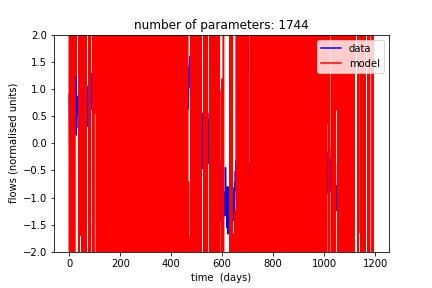 number of parameters: 1744
data
model
flows (normalised units)
2.0
1.5
1.0
0.5
0.0
−0.5
−1.0
−1.5
−2.0
0 200 400 600 800 1000 1200
time (days)